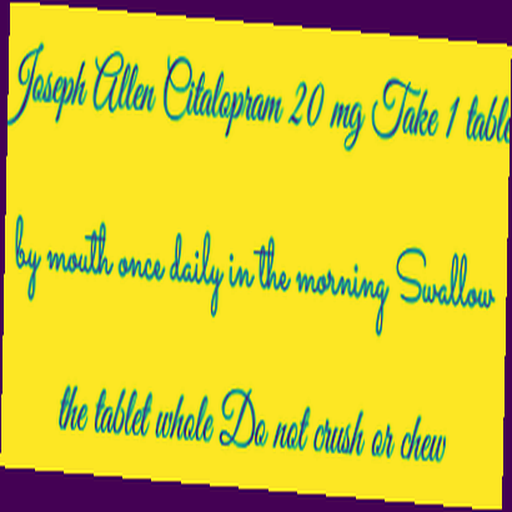 Joseph Allen Citalopram 20 mg Take 1 table
by mouth once daily in the morning Swallow
the tablet whole Do not crush or chew